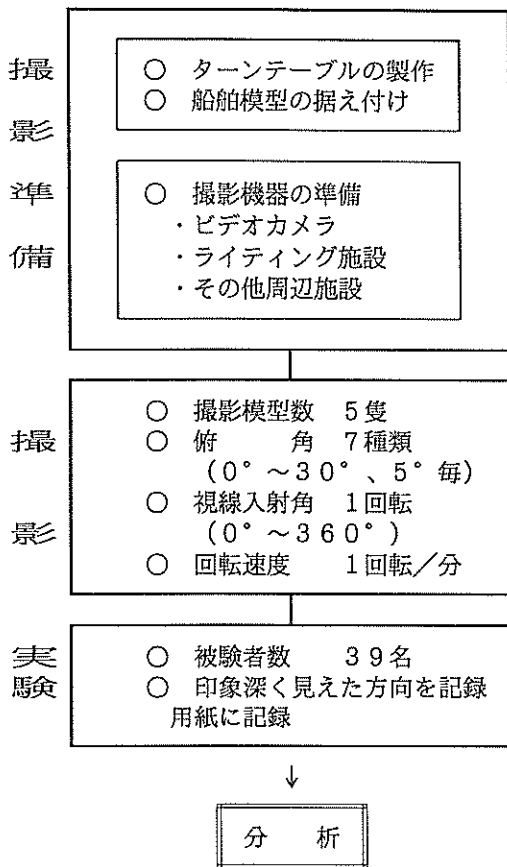 撮影準備
○ ターンテーブルの製作
○ 船舶模型の据え付け
○ 撮影機器の準備
・ビデオカメラ
・ライティング施設
・その他周辺施設
撮影
○ 撮影模型数 5隻
○ 俯 角 7種類
(0°~30°、5°毎)
○ 視線入射角 1回転
(0°~360°)
○ 回転速度 1回転/分
実験
○ 被験者数 39名
○ 印象深く見えた方向を記録
用紙に記録
↓
分 析